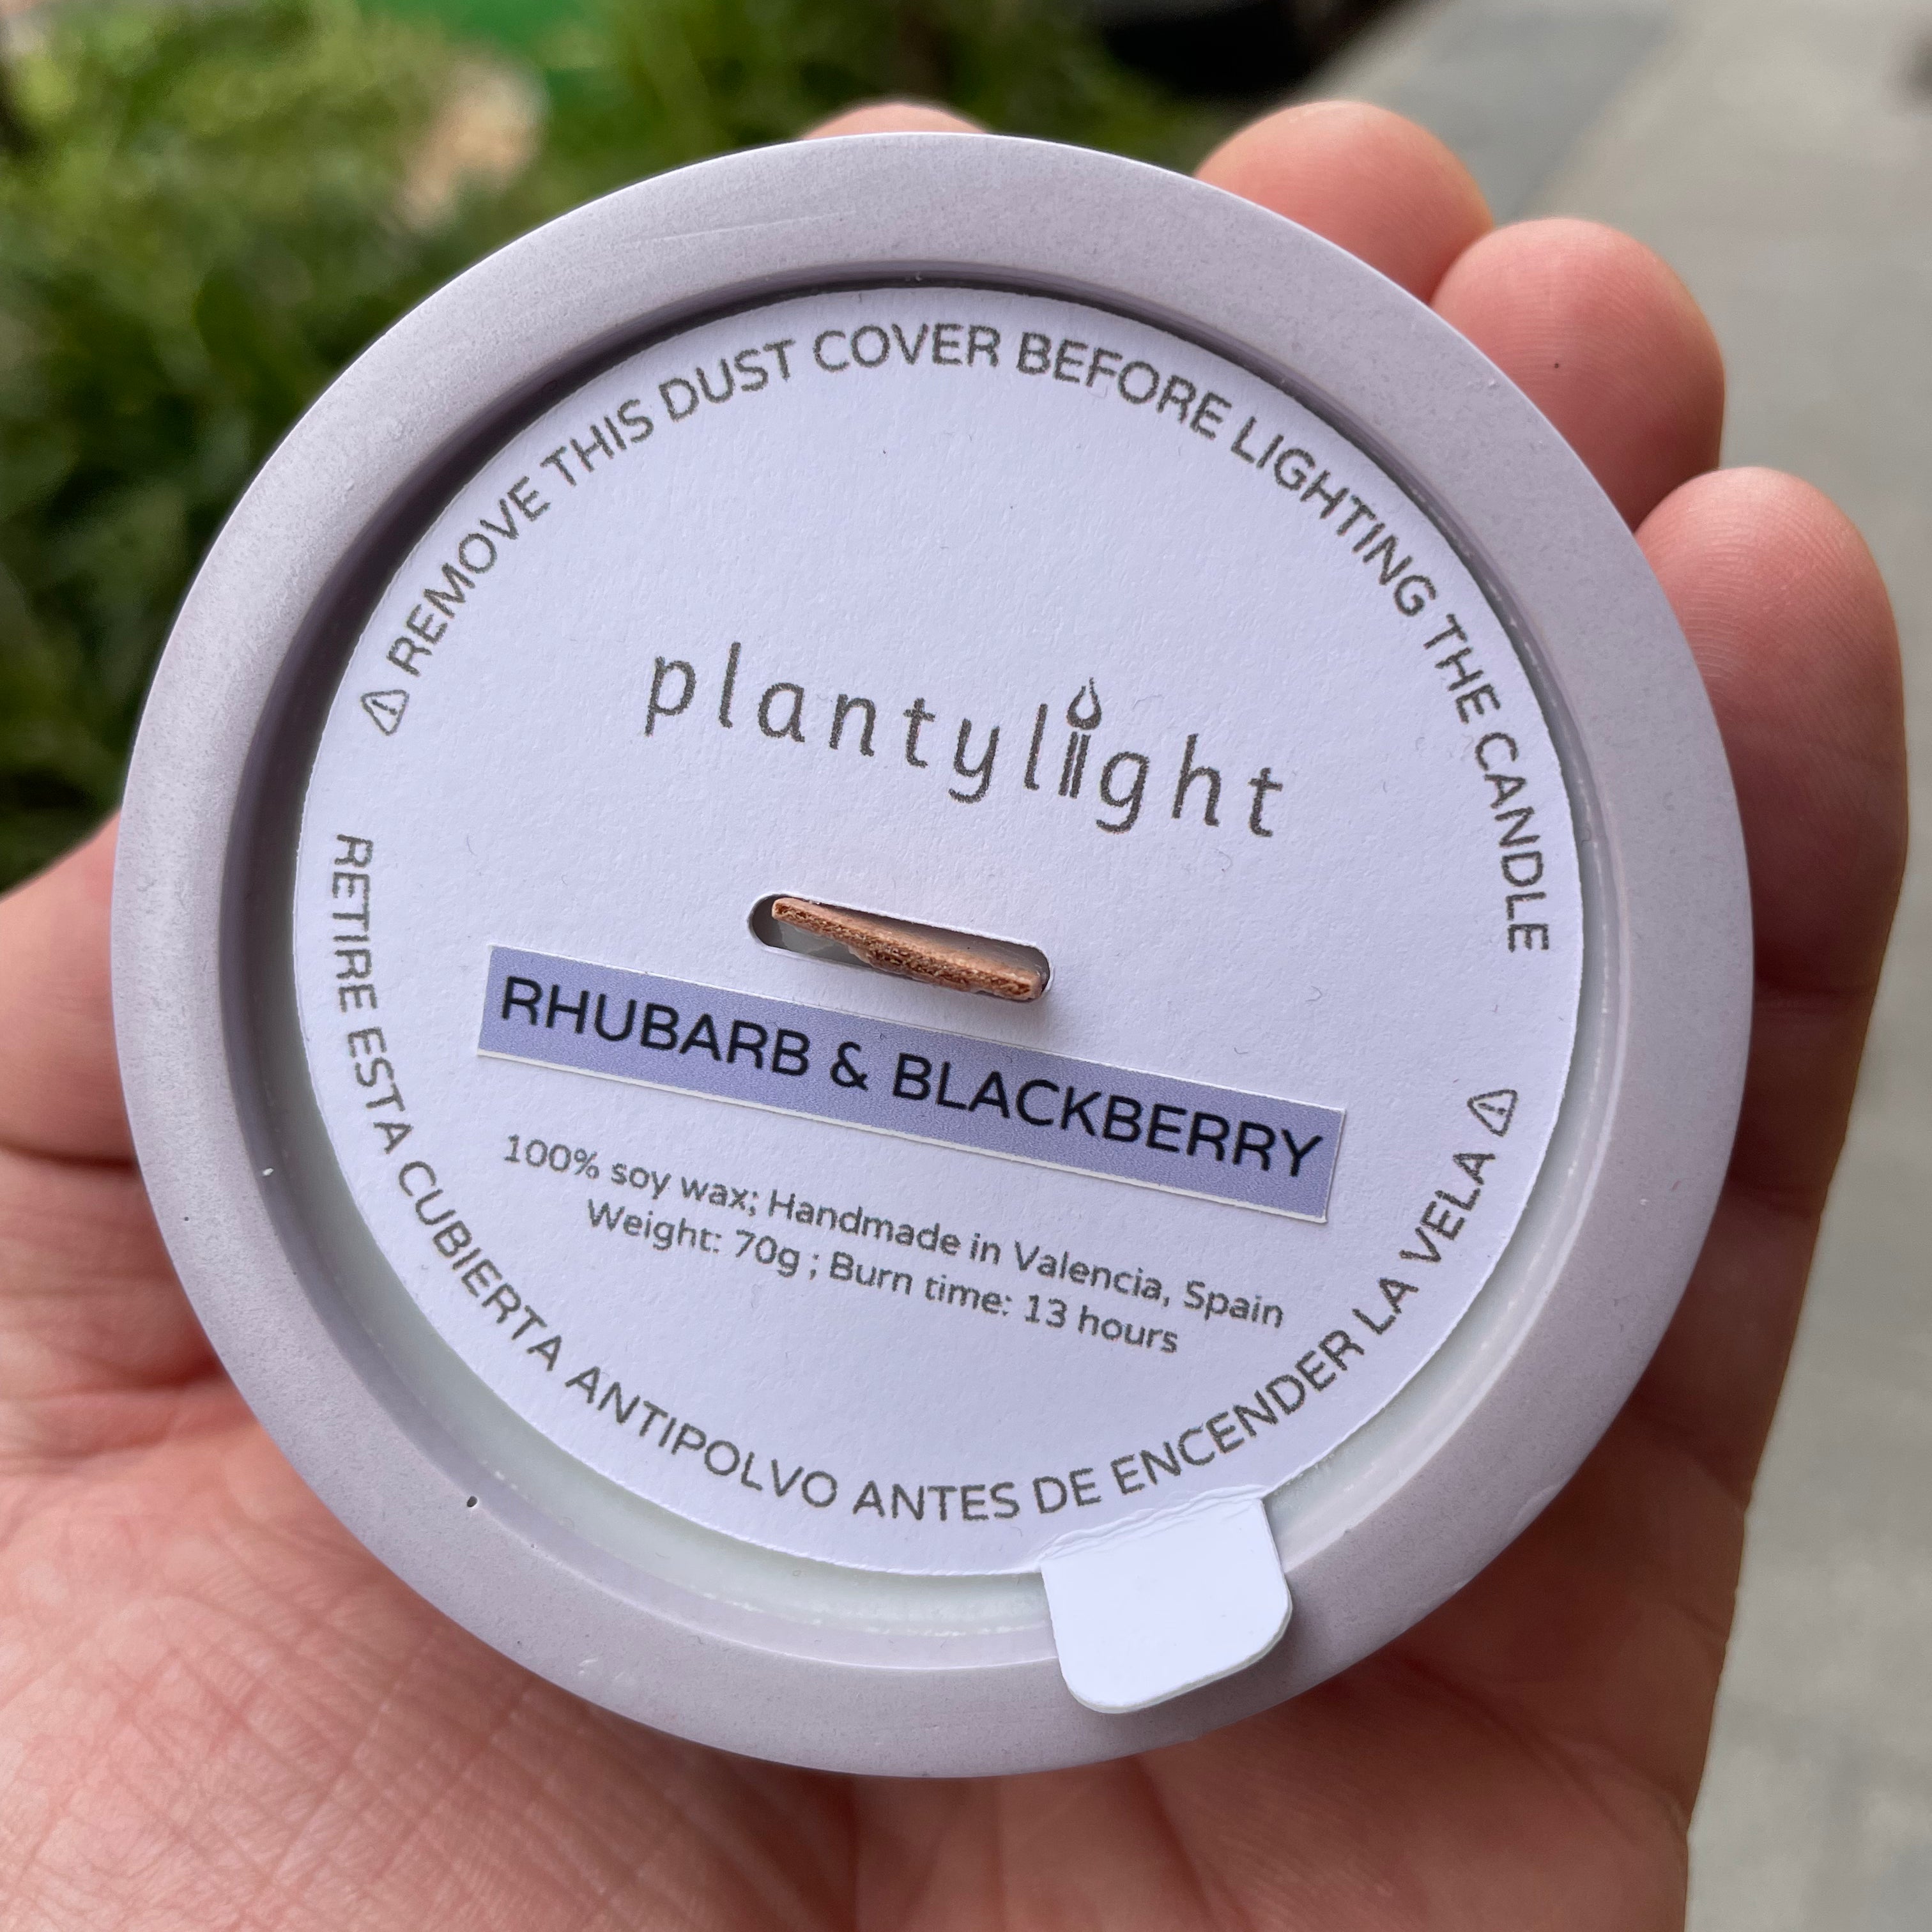 ⚠ REMOVE THIS DUST COVER BEFORE LIGHTING THE CANDLE
plantylight
RHUBARB & BLACKBERRY
100% soy wax; Handmade in Valencia, Spain
Weight: 70g ; Burn time: 13 hours
RETIRE ESTA CUBIERTA ANTIPOLVO ANTES DE ENCENDER LA VELA ⚠